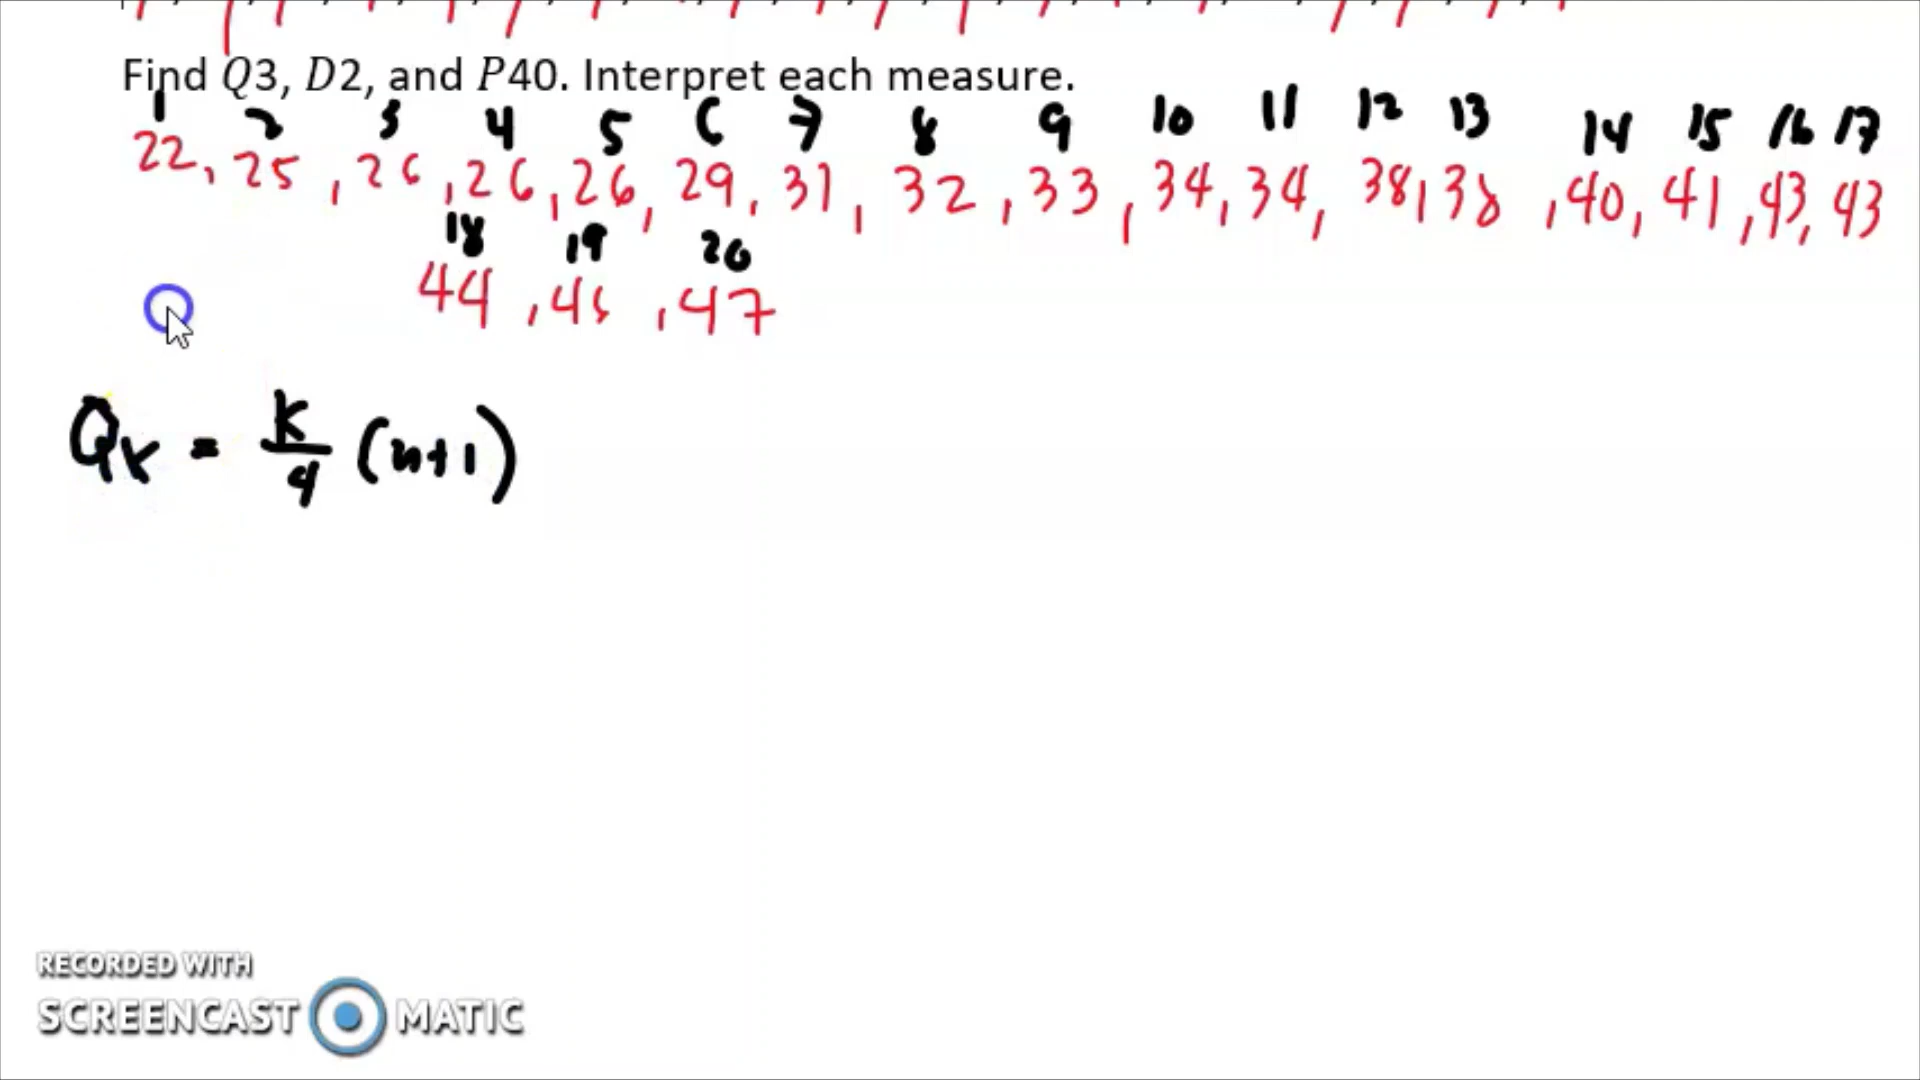 Find Q3, D2, and P40. Interpret each measure.
1 2 3 4 5 6 7 8 9 10 11 12 13 14 15 16 17
22, 25, 26, 26, 26, 29, 31, 32, 33, 34, 34, 38, 38, 40, 41, 43, 43
18 19 20
44, 45, 47
QK = K/4 (n+1)
RECORDED WITH
SCREENCAST MATIC